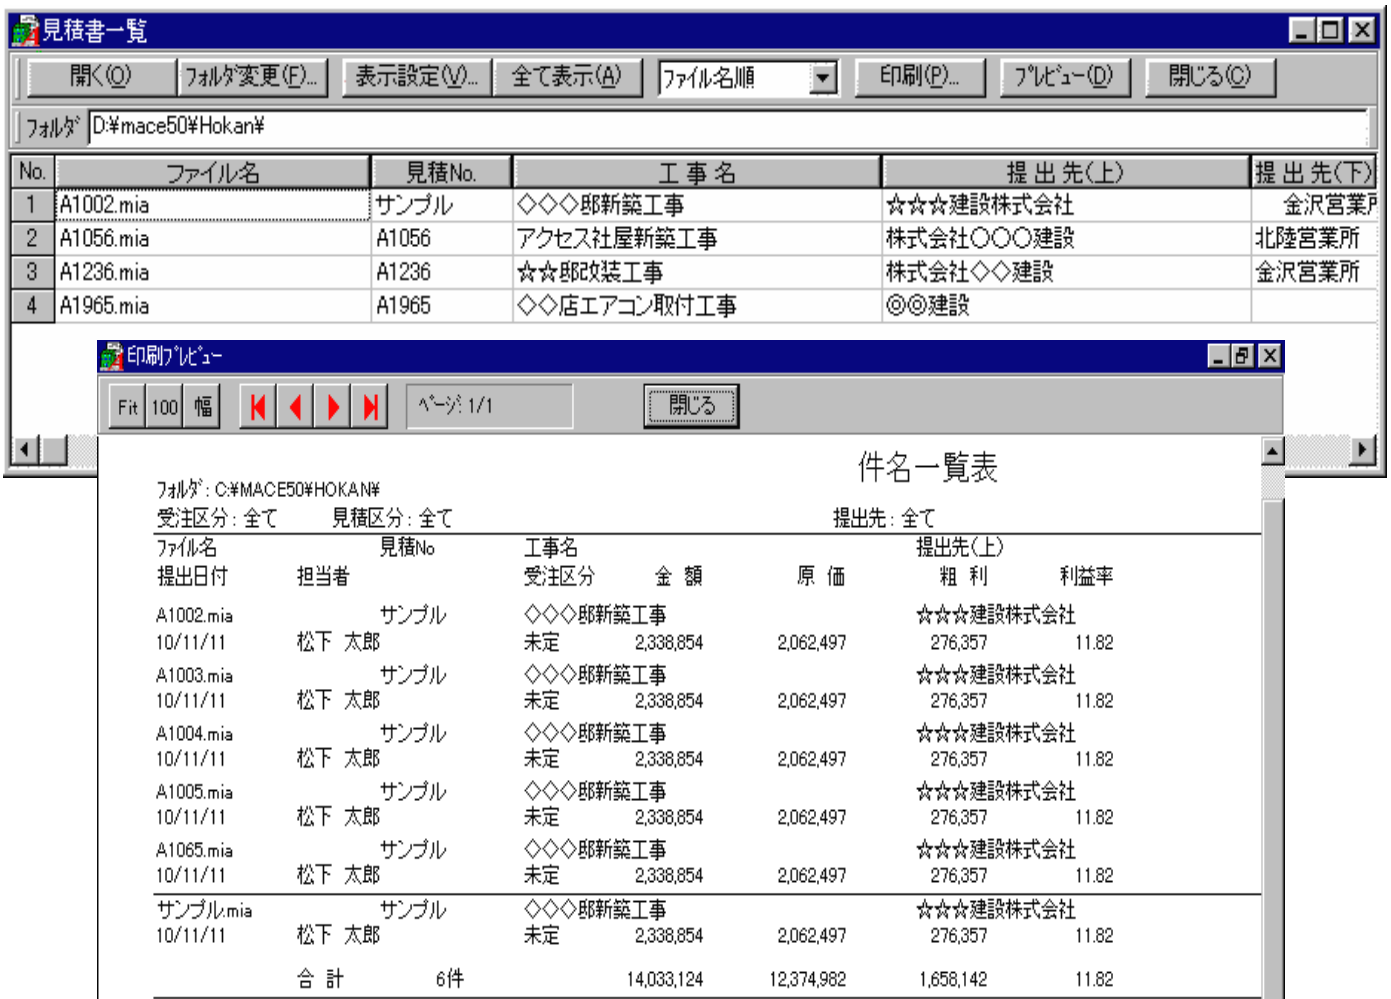 見積書一覧
開く(O) フォルダ変更(F)... 表示設定(V)... 全て表示(A) ファイル名順 印刷(P)... プレビュー(D) 閉じる(C)
フォルダ D:¥mace50¥Hokan¥
No. ファイル名 見積No. 工 事 名 提 出 先(上) 提 出 先(下)
1 A1002.mia サンプル ◇◇◇邸新築工事 ☆☆☆建設株式会社 金沢営業所
2 A1056.mia A1056 アクセス社屋新築工事 株式会社〇〇〇建設 北陸営業所
3 A1236.mia A1236 ☆☆邸改装工事 株式会社◇◇建設 金沢営業所
4 A1965.mia A1965 ◇◇店エアコン取付工事 ◎◎建設
印刷プレビュー
Fit 100 幅 ページ: 1/1 閉じる
件名一覧表
フォルダ: C:¥MACE50¥HOKAN¥
受注区分: 全て 見積区分: 全て 提出先: 全て
ファイル名 見積No 工事名 提出先(上)
提出日付 担当者 受注区分 金 額 原 価 粗 利 利益率
A1002.mia サンプル ◇◇◇邸新築工事 ☆☆☆建設株式会社
10/11/11 松下 太郎 未定 2,338,854 2,062,497 276,357 11.82
A1003.mia サンプル ◇◇◇邸新築工事 ☆☆☆建設株式会社
10/11/11 松下 太郎 未定 2,338,854 2,062,497 276,357 11.82
A1004.mia サンプル ◇◇◇邸新築工事 ☆☆☆建設株式会社
10/11/11 松下 太郎 未定 2,338,854 2,062,497 276,357 11.82
A1005.mia サンプル ◇◇◇邸新築工事 ☆☆☆建設株式会社
10/11/11 松下 太郎 未定 2,338,854 2,062,497 276,357 11.82
A1065.mia サンプル ◇◇◇邸新築工事 ☆☆☆建設株式会社
10/11/11 松下 太郎 未定 2,338,854 2,062,497 276,357 11.82
サンプル.mia サンプル ◇◇◇邸新築工事 ☆☆☆建設株式会社
10/11/11 松下 太郎 未定 2,338,854 2,062,497 276,357 11.82
合 計 6件 14,033,124 12,374,982 1,658,142 11.82